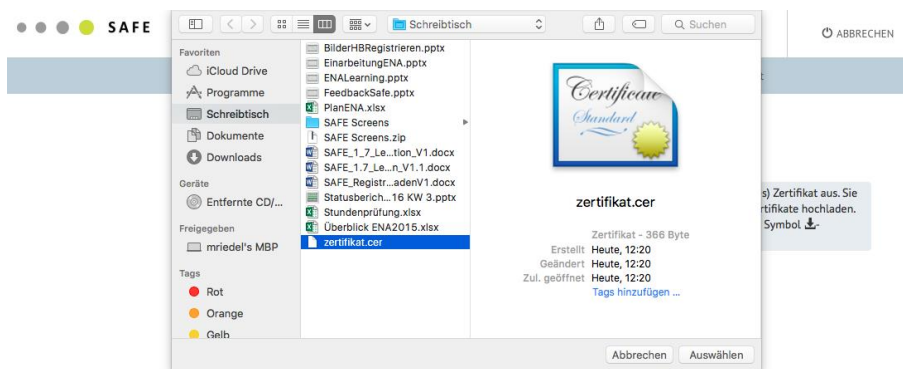 SAFE
Schreibtisch
Suchen
ABBRECHEN
Favoriten
iCloud Drive
Programme
Schreibtisch
Dokumente
Downloads
Geräte
Entfernte CD/...
Freigegeben
mriedel's MBP
Tags
Rot
Orange
Gelb
BilderHBRegistrieren.pptx
EinarbeitungENA.pptx
ENALearning.pptx
FeedbackSafe.pptx
PlanENA.xlsx
SAFE Screens
SAFE Screens.zip
SAFE_1_7_Le...tion_V1.docx
SAFE_1.7_Le...n_V1.1.docx
SAFE_Registr...adenV1.docx
Statusberich...16 KW 3.pptx
Stundenprüfung.xlsx
Überblick ENA2015.xlsx
zertifikat.cer
Certificate
Standard
zertifikat.cer
Zertifikat - 366 Byte
Erstellt Heute, 12:20
Geändert Heute, 12:20
Zul. geöffnet Heute, 12:20
Tags hinzufügen ...
s) Zertifikat aus. Sie
rtifikate hochladen.
Symbol
Abbrechen Auswählen